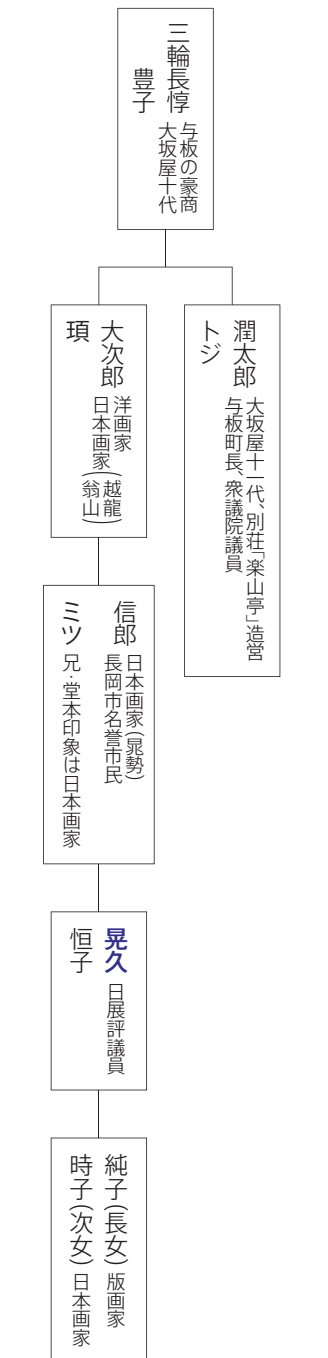 三輪長惇 与板の豪商
大坂屋十代
豊子
潤太郎 大坂屋十一代、別荘「楽山亭」造営
与板町長、衆議院議員
トジ
大次郎 洋画家
日本画家(越龍)
(翁山)
頊
信郎 日本画家(晁勢)
長岡市名誉市民
ミツ 兄・堂本印象は日本画家
晃久 日展評議員
恒子
純子(長女) 版画家
時子(次女) 日本画家